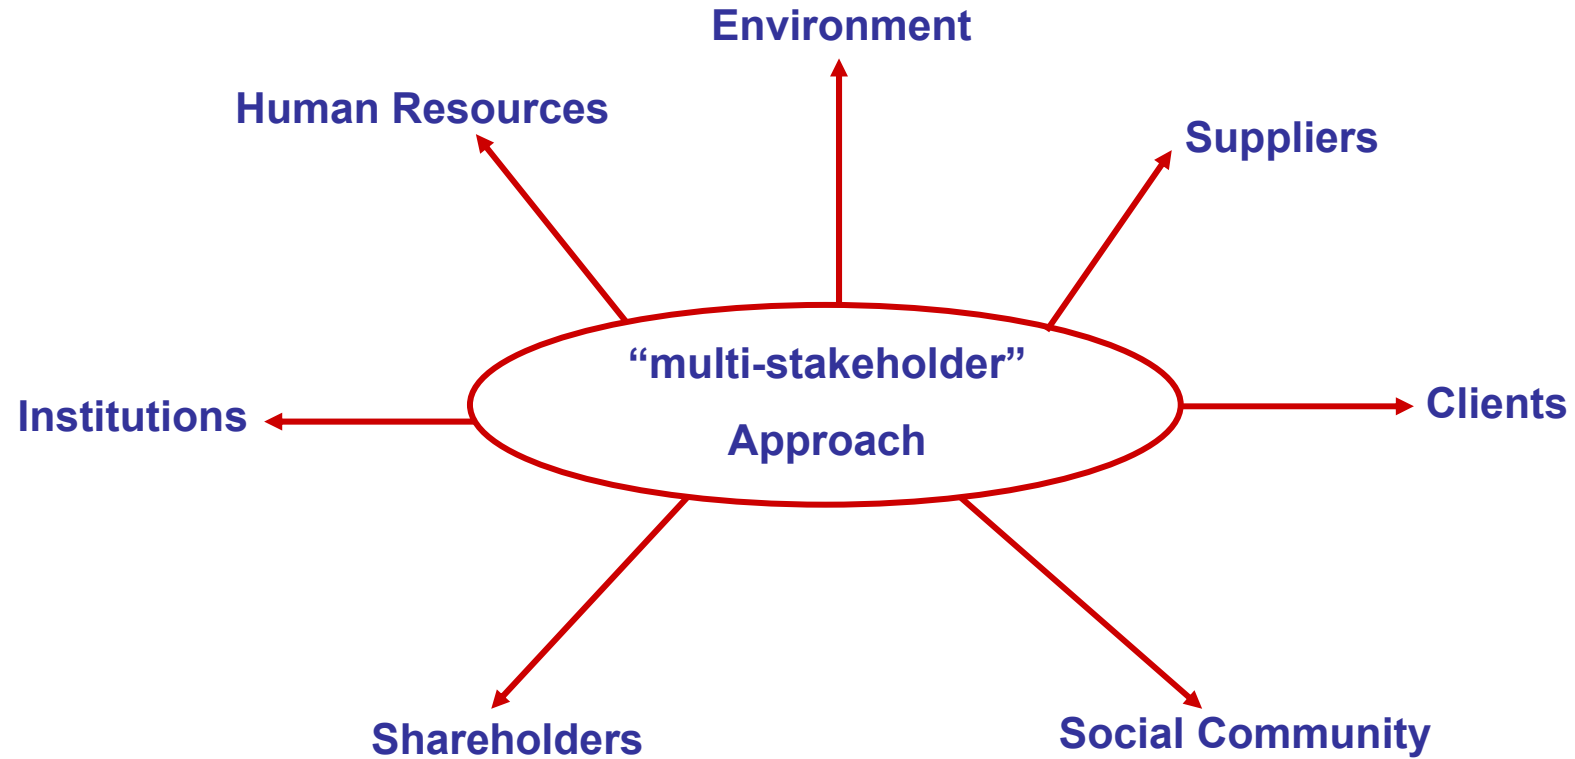 Environment
Human Resources
Suppliers
“multi-stakeholder”
Approach
Institutions
Clients
Shareholders
Social Community